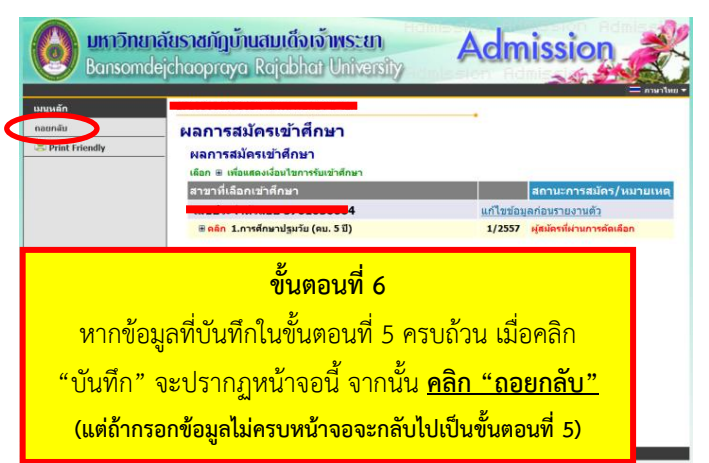 มหาวิทยาลัยราชภัฏบ้านสมเด็จเจ้าพระยา
Bansomdejchaopraya Rajabhat University
Admission
ภาษาไทย
เมนูหลัก
ถอยกลับ
Print Friendly
ผลการสมัครเข้าศึกษา
ผลการสมัครเข้าศึกษา
เลือก เพื่อแสดงเงื่อนไขการรับเข้าศึกษา
สาขาที่เลือกเข้าศึกษา สถานะการสมัคร/หมายเหตุ
4 แก้ไขข้อมูลก่อนรายงานตัว
คลิก 1.การศึกษาปฐมวัย (คบ. 5 ปี) 1/2557 ผู้สมัครที่ผ่านการคัดเลือก
ขั้นตอนที่ 6
หากข้อมูลที่บันทึกในขั้นตอนที่ 5 ครบถ้วน เมื่อคลิก
“บันทึก” จะปรากฏหน้าจอนี้ จากนั้น คลิก “ถอยกลับ”
(แต่ถ้ากรอกข้อมูลไม่ครบหน้าจอจะกลับไปเป็นขั้นตอนที่ 5)